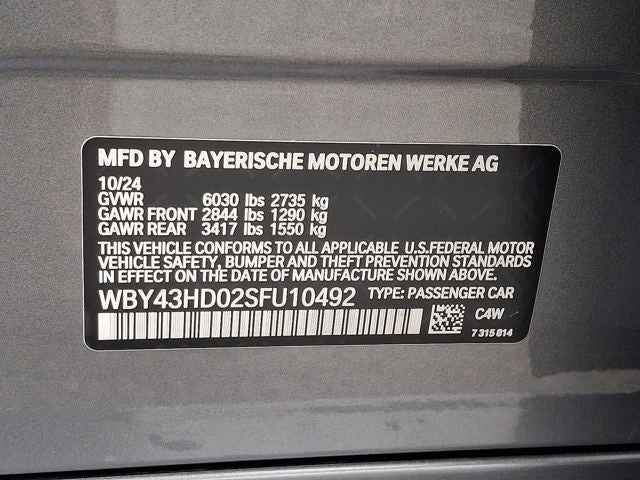 MFD BY BAYERISCHE MOTOREN WERKE AG
10/24
GVWR 6030 lbs 2735 kg
GAWR FRONT 2844 lbs 1290 kg
GAWR REAR 3417 lbs 1550 kg
THIS VEHICLE CONFORMS TO ALL APPLICABLE U.S.FEDERAL MOTOR
VEHICLE SAFETY, BUMPER AND THEFT PREVENTION STANDARDS
IN EFFECT ON THE DATE OF MANUFACTURE SHOWN ABOVE.
WBY43HD02SFU10492 TYPE: PASSENGER CAR
C4W
7 315 814